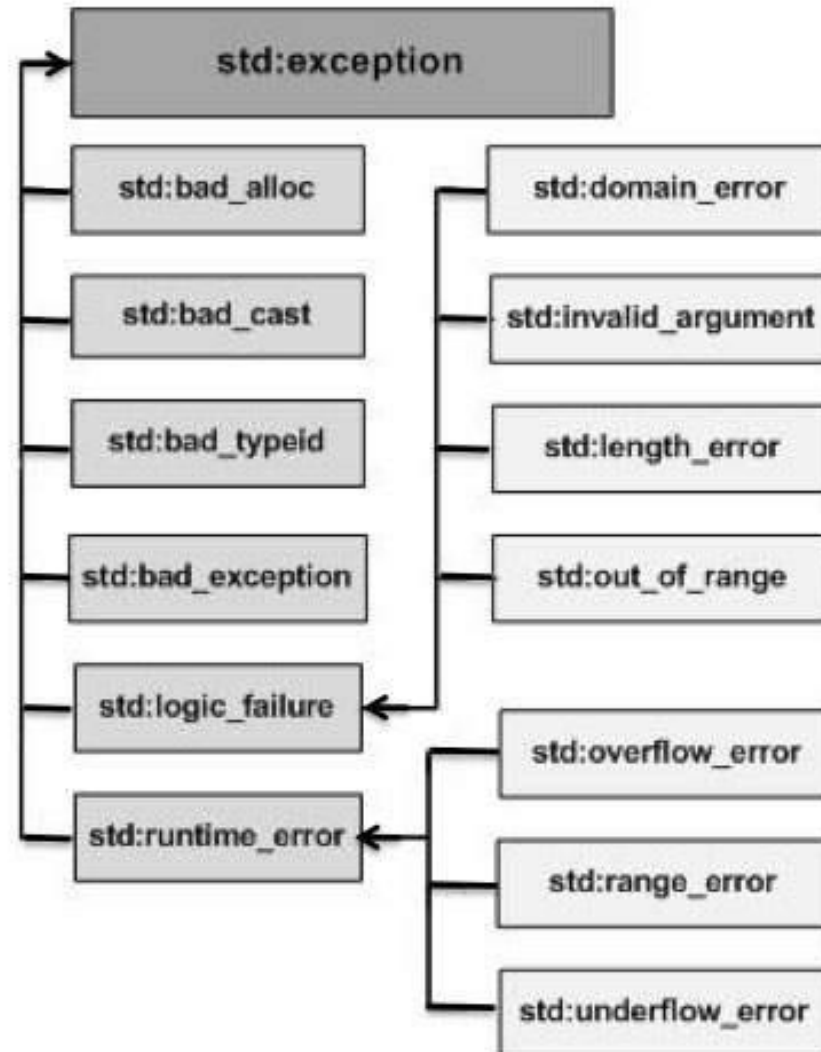 std:exception
std:bad_alloc
std:bad_cast
std:bad_typeid
std:bad_exception
std:logic_failure
std:runtime_error
std:domain_error
std:invalid_argument
std:length_error
std:out_of_range
std:overflow_error
std:range_error
std:underflow_error